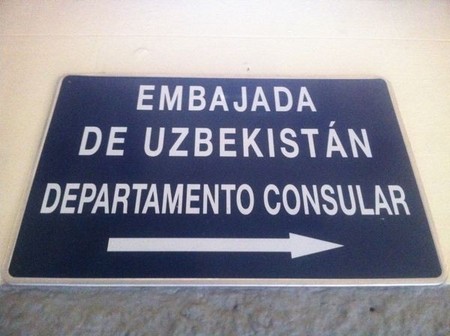 EMBAJADA
DE UZBEKISTÁN
DEPARTAMENTO CONSULAR